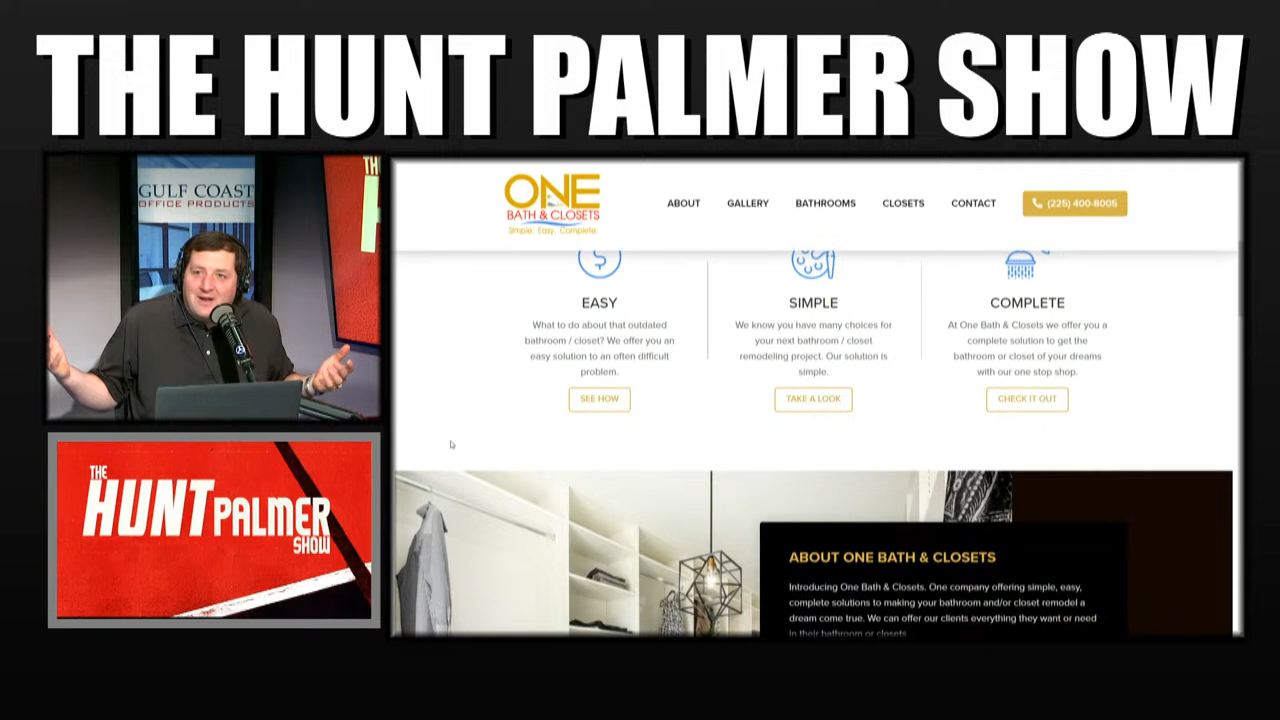 THE HUNT PALMER SHOW
GULF COAST
OFFICE PRODUCTS
TH
THE
HUNT PALMER
SHOW
ONE
BATH & CLOSETS
Simple. Easy. Complete.
ABOUT
GALLERY
BATHROOMS
CLOSETS
CONTACT
(225) 400-8005
EASY
What to do about that outdated
bathroom / closet? We offer you an
easy solution to an often difficult
problem.
SEE HOW
SIMPLE
We know you have many choices for
your next bathroom / closet
remodeling project. Our solution is
simple.
TAKE A LOOK
COMPLETE
At One Bath & Closets we offer you a
complete solution to get the
bathroom or closet of your dreams
with our one stop shop.
CHECK IT OUT
ABOUT ONE BATH & CLOSETS
Introducing One Bath & Closets. One company offering simple, easy,
complete solutions to making your bathroom and/or closet remodel a
dream come true. We can offer our clients everything they want or need
in their bathroom or closets